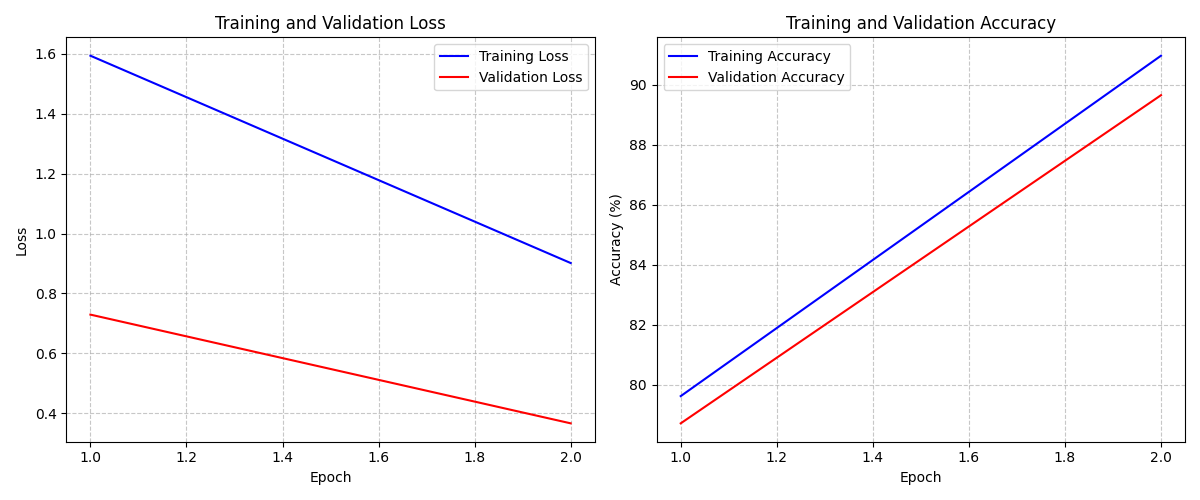 Training and Validation Loss
Training Loss
Validation Loss
Loss
1.6
1.4
1.2
1.0
0.8
0.6
0.4
1.0 1.2 1.4 1.6 1.8 2.0
Epoch
Training and Validation Accuracy
Training Accuracy
Validation Accuracy
Accuracy (%)
90
88
86
84
82
80
1.0 1.2 1.4 1.6 1.8 2.0
Epoch